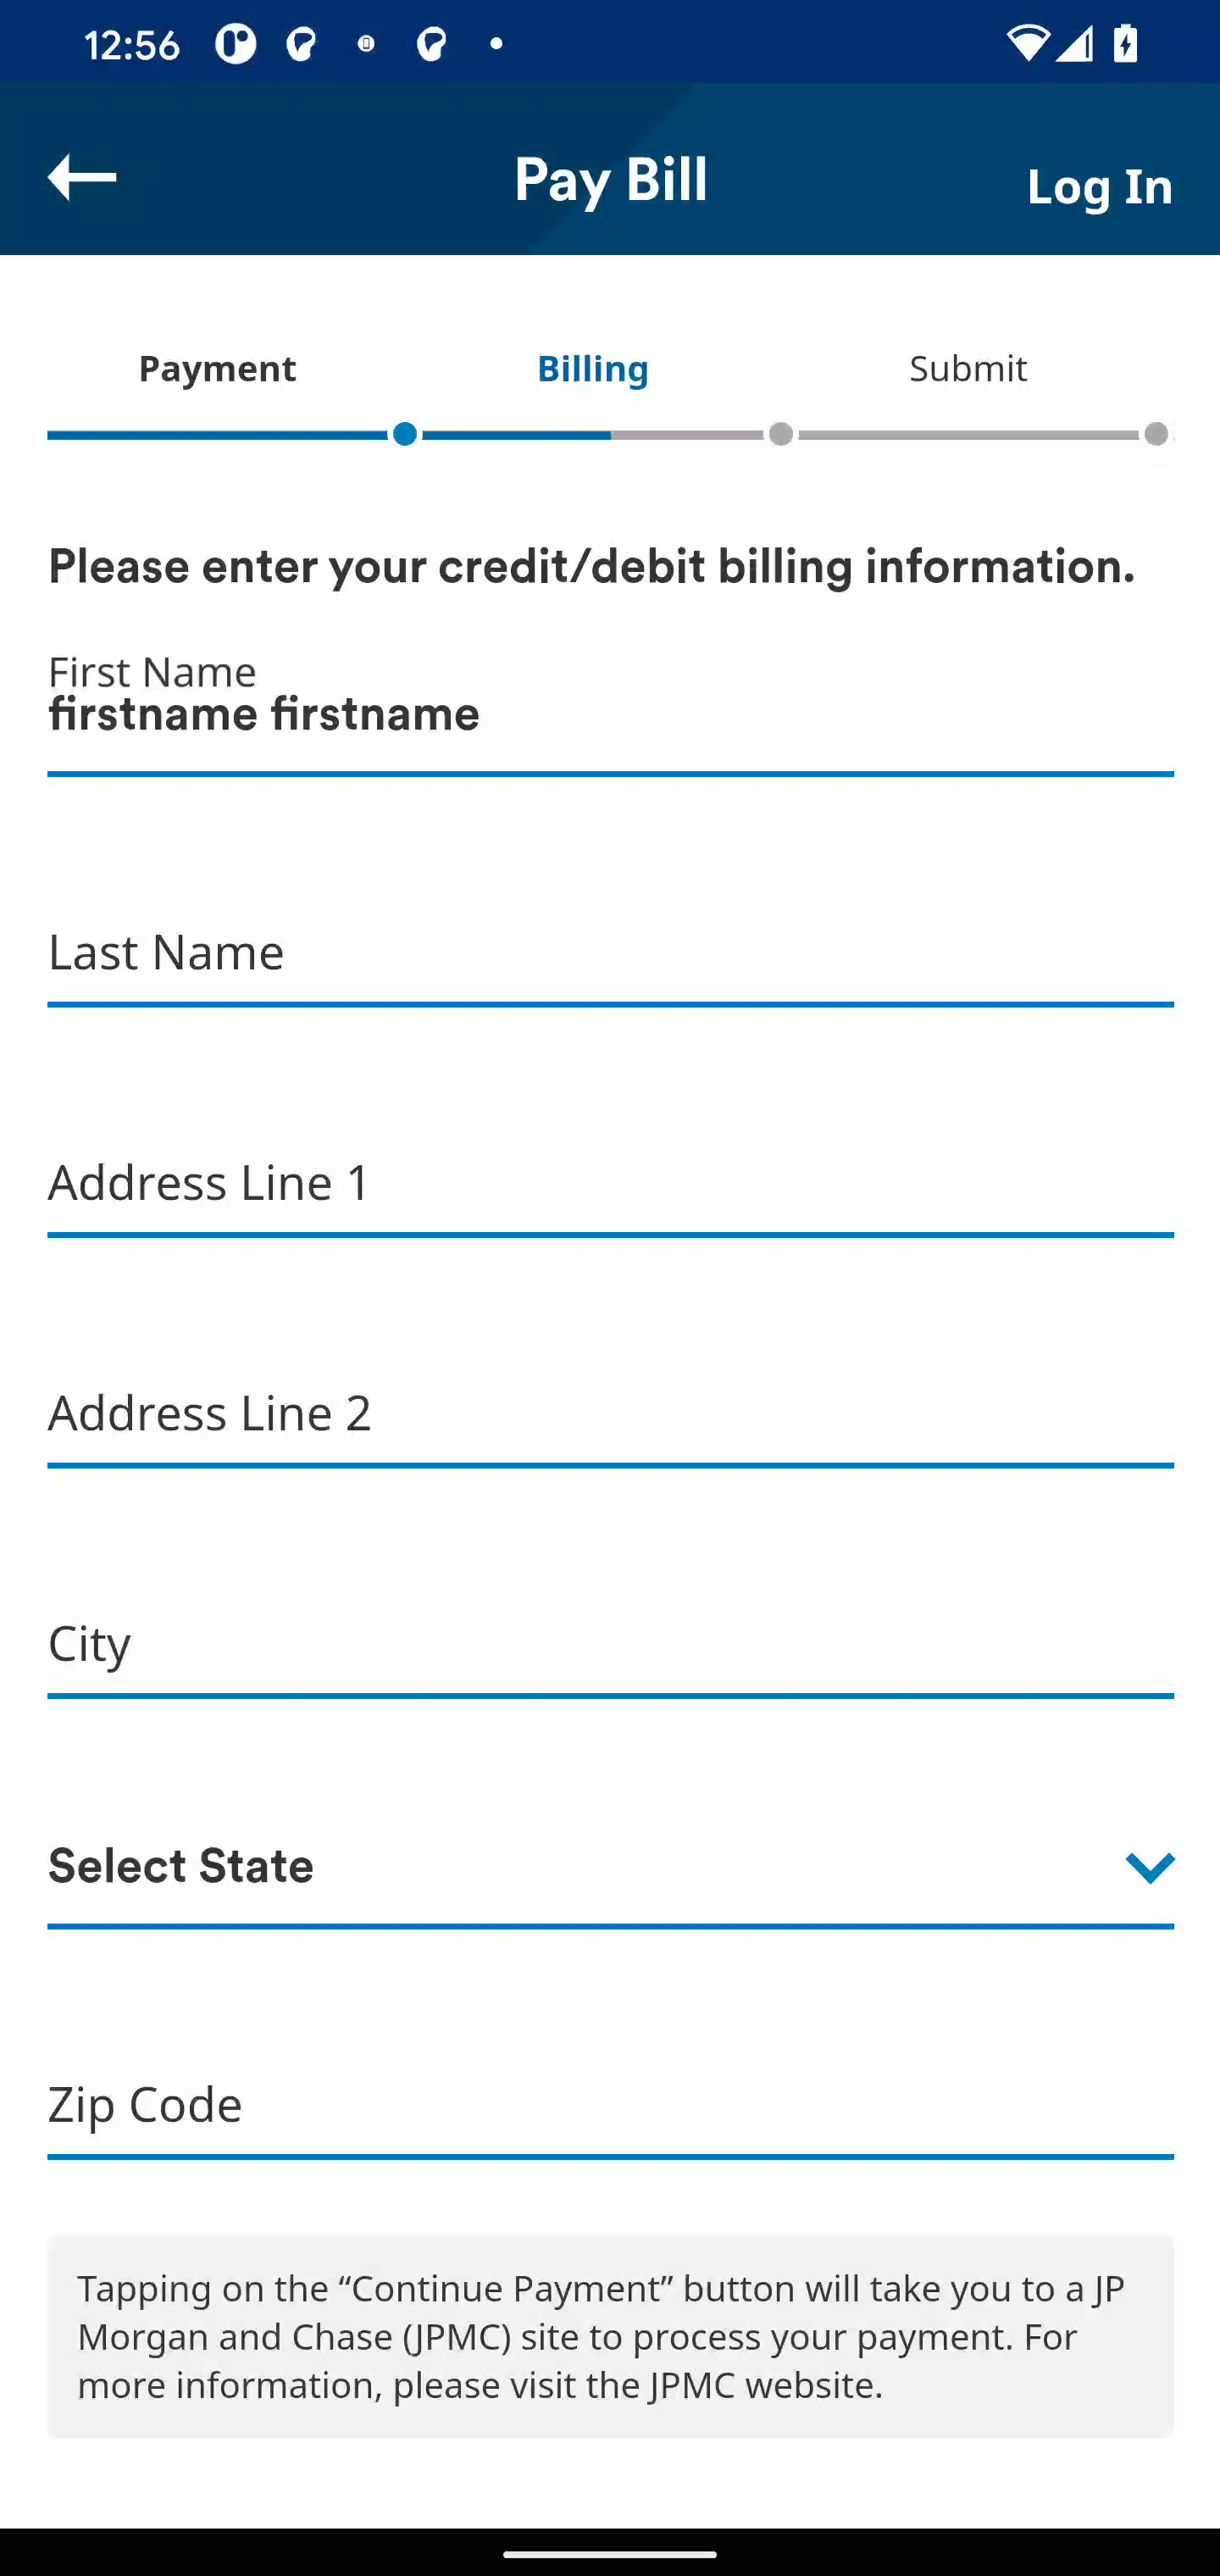 12:56
Pay Bill
Log In
Payment
Billing
Submit
Please enter your credit/debit billing information.
First Name
firstname firstname
Last Name
Address Line 1
Address Line 2
City
Select State
Zip Code
Tapping on the “Continue Payment” button will take you to a JP
Morgan and Chase (JPMC) site to process your payment. For
more information, please visit the JPMC website.